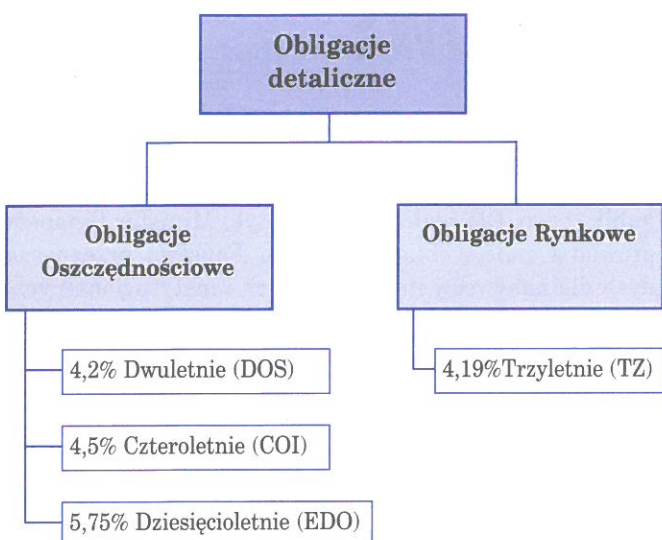 Obligacje
detaliczne
Obligacje
Oszczędnościowe
4,2% Dwuletnie (DOS)
4,5% Czteroletnie (COI)
5,75% Dziesięcioletnie (EDO)
Obligacje Rynkowe
4,19%Trzyletnie (TZ)